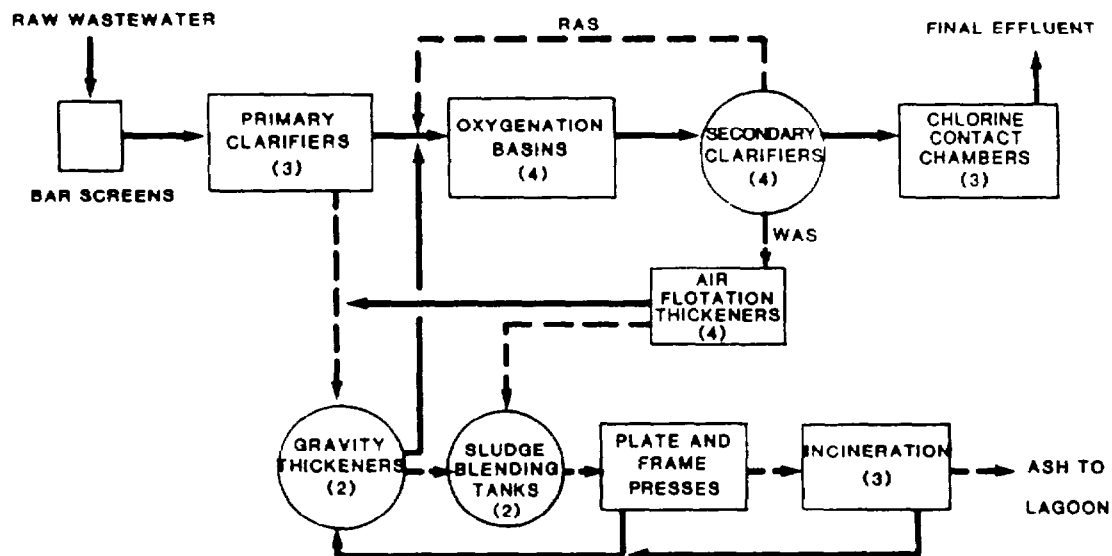 RAW WASTEWATER
RAS
FINAL EFFLUENT
PRIMARY
CLARIFIERS
(3)
OXYGENATION
BASINS
(4)
SECONDARY
CLARIFIERS
(4)
CHLORINE
CONTACT
CHAMBERS
(3)
BAR SCREENS
WAS
AIR
FLOTATION
THICKENERS
(4)
GRAVITY
THICKENERS
(2)
SLUDGE
BLENDING
TANKS
(2)
PLATE AND
FRAME
PRESSES
INCINERATION
(3)
ASH TO
LAGOON